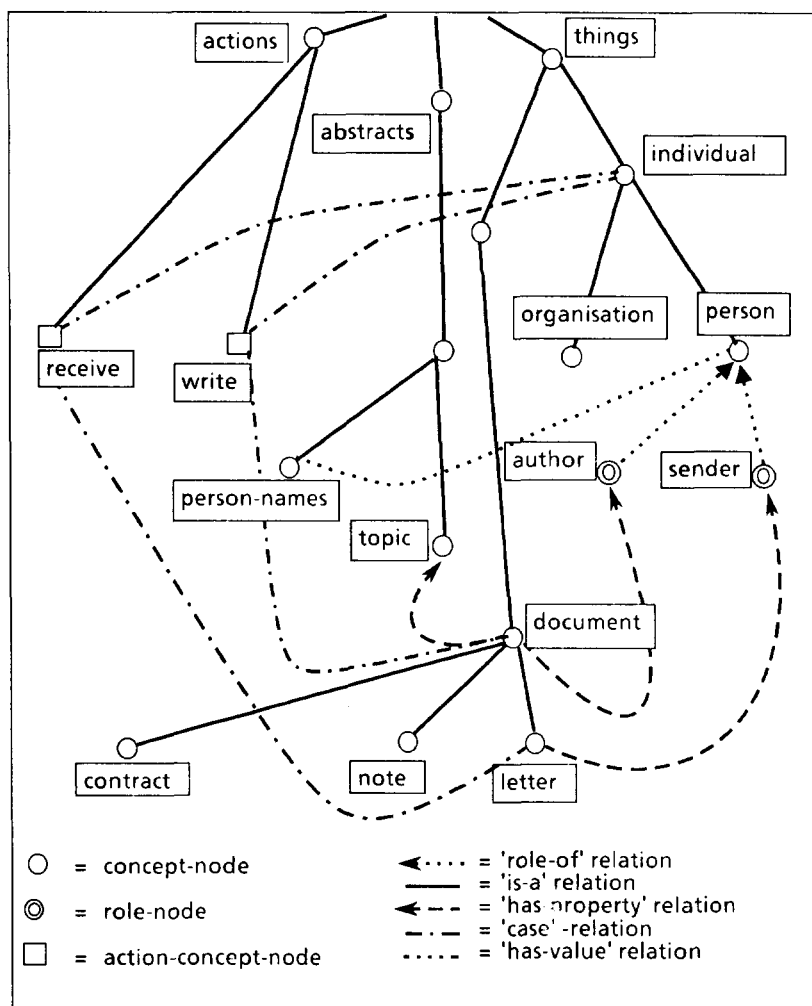 actions
things
abstracts
individual
organisation
person
receive
write
author
sender
person-names
topic
document
contract
note
letter
= concept-node
= role-node
= action-concept-node
= 'role-of' relation
= 'is-a' relation
= 'has-property' relation
= 'case' -relation
= 'has-value' relation